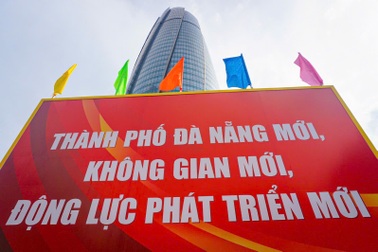 THÀNH PHỐ ĐÀ NẴNG MỚI,
KHÔNG GIAN MỚI,
ĐỘNG LỰC PHÁT TRIỂN MỚI